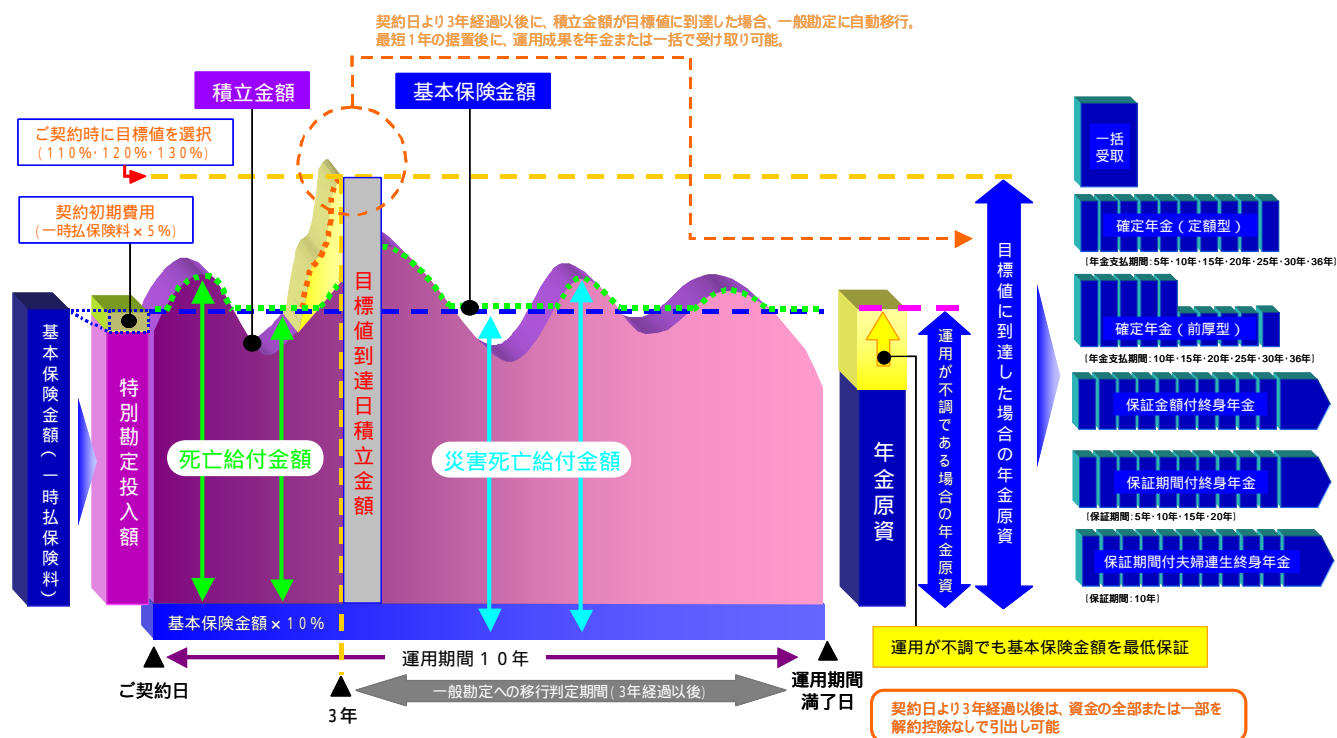 契約日より3年経過以後に、積立金額が目標値に到達した場合、一般勘定に自動移行。
最短1年の据置後に、運用成果を年金または一括で受け取り可能。
積立金額
基本保険金額
ご契約時に目標値を選択
(110%・120%・130%)
契約初期費用
(一時払保険料×5%)
基本保険金額(一時払保険料)
特別勘定投入額
死亡給付金額
目標値到達日積立金額
災害死亡給付金額
基本保険金額×10%
運用期間10年
ご契約日
3年
一般勘定への移行判定期間(3年経過以後)
運用期間
満了日
年金原資
運用が不調である場合の年金原資
目標値に到達した場合の年金原資
運用が不調でも基本保険金額を最低保証
契約日より3年経過以後は、資金の全部または一部を
解約控除なしで引出し可能
一括
受取
確定年金(定額型)
[年金支払期間:5年・10年・15年・20年・25年・30年・36年]
確定年金(前厚型)
[年金支払期間:10年・15年・20年・25年・30年・36年]
保証金額付終身年金
保証期間付終身年金
[保証期間:5年・10年・15年・20年]
保証期間付夫婦連生終身年金
[保証期間:10年]